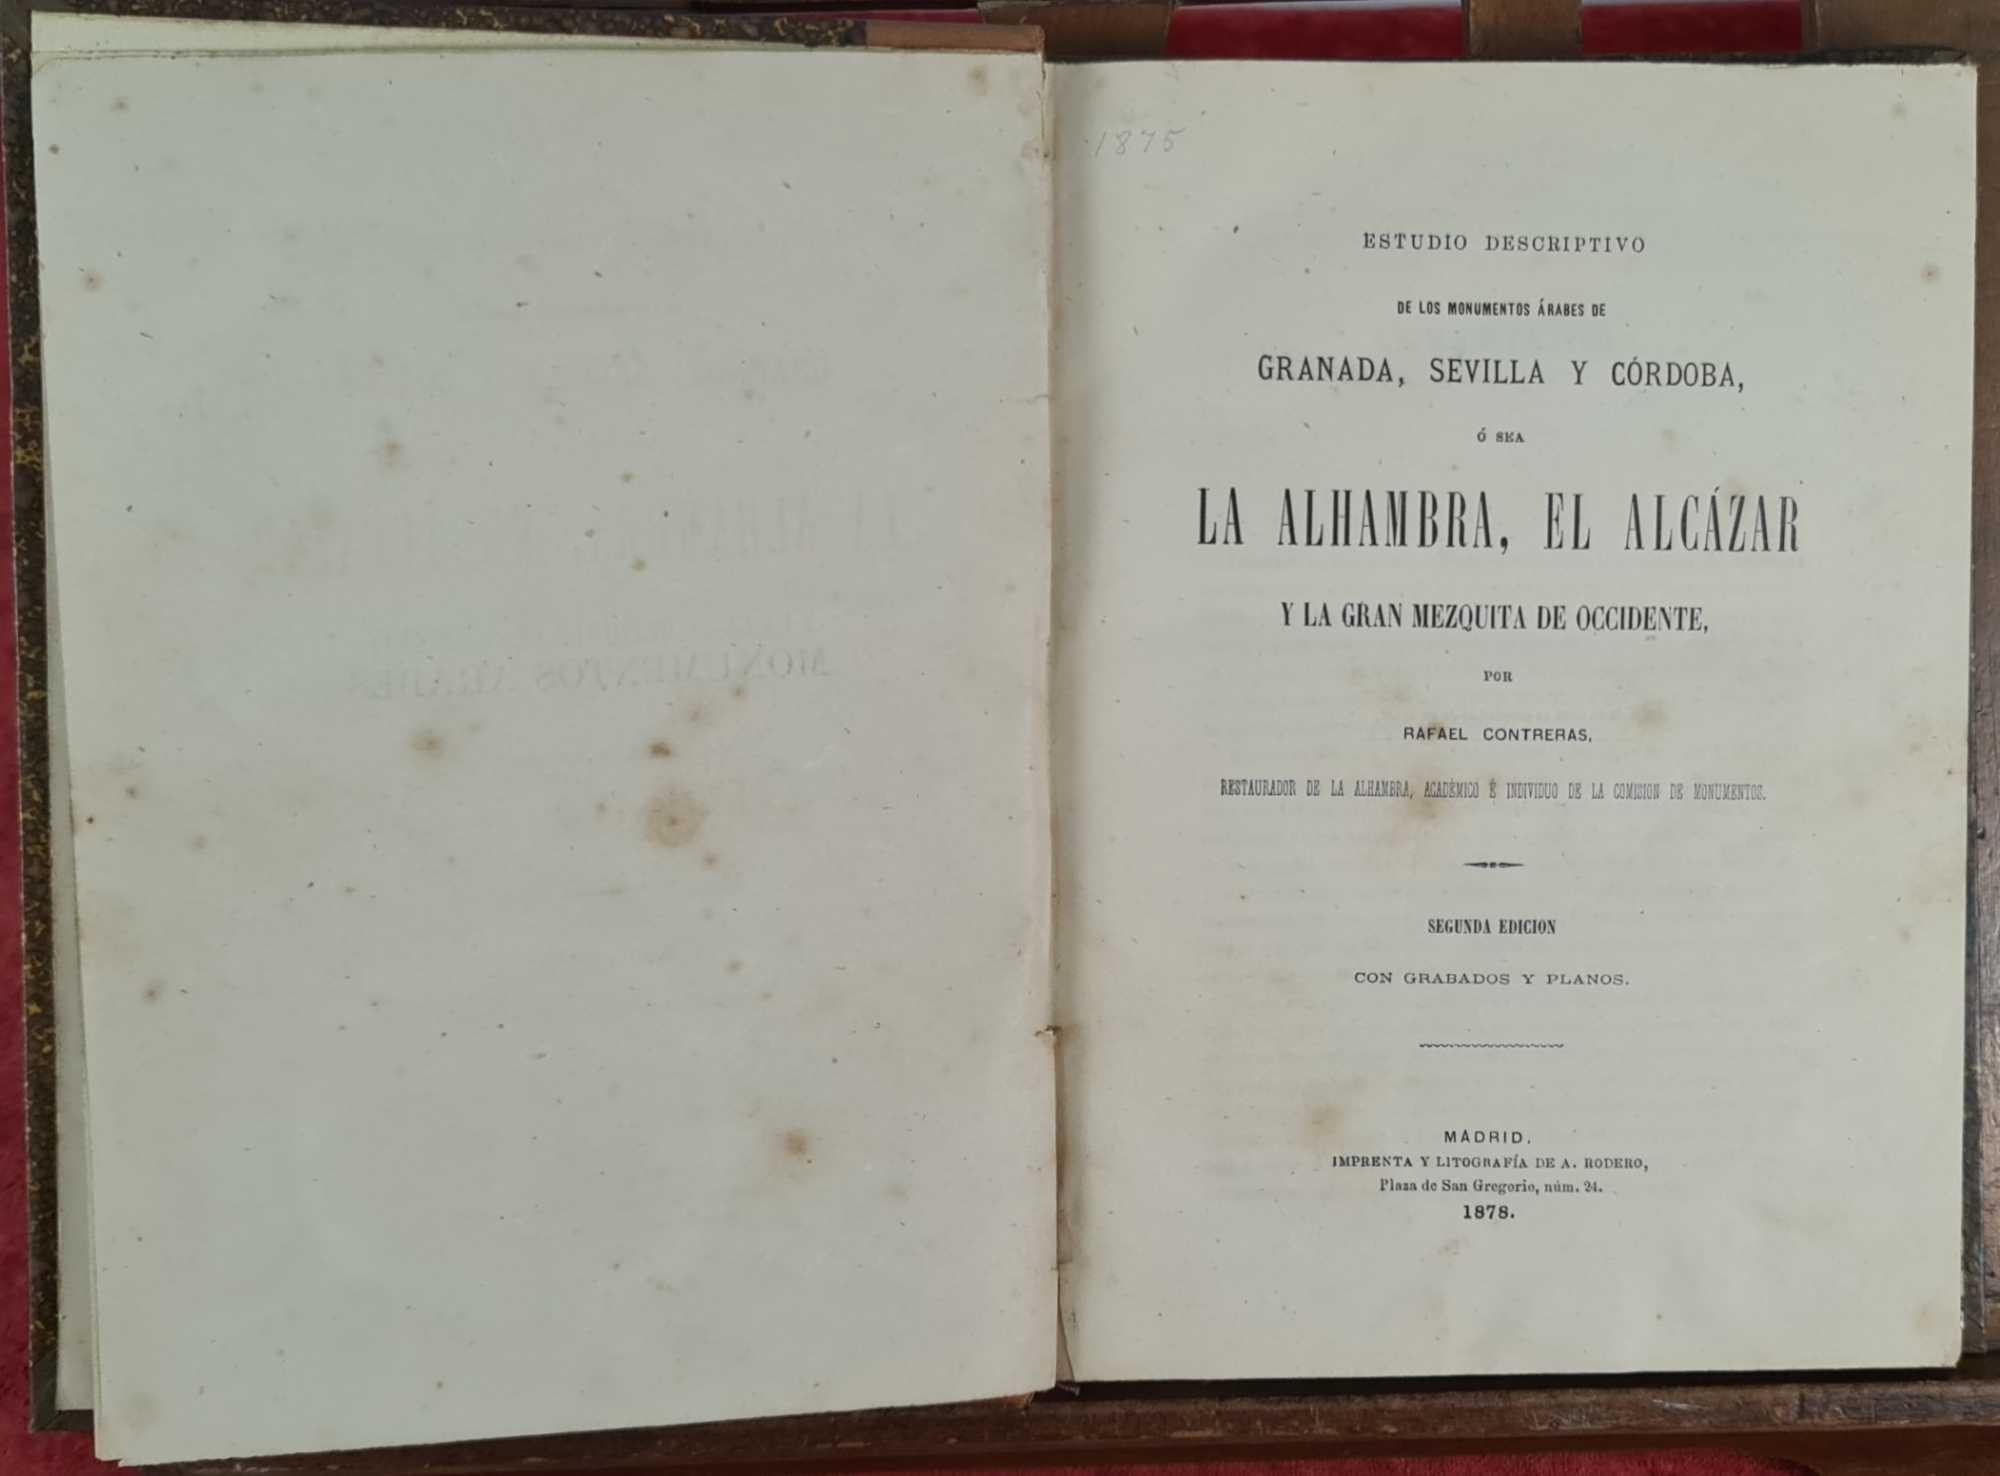 1875
ESTUDIO DESCRIPTIVO
DE LOS MONUMENTOS ÁRABES DE
GRANADA, SEVILLA Y CÓRDOBA,
Ó SEA
LA ALHAMBRA, EL ALCÁZAR
Y LA GRAN MEZQUITA DE OCCIDENTE,
POR
RAFAEL CONTRERAS,
RESTAURADOR DE LA ALHAMBRA, ACADÉMICO É INDIVIDUO DE LA COMISION DE MONUMENTOS.
SEGUNDA EDICION
CON GRABADOS Y PLANOS.
MADRID.
IMPRENTA Y LITOGRAFÍA DE A. RODERO,
Plaza de San Gregorio, núm. 24.
1878.